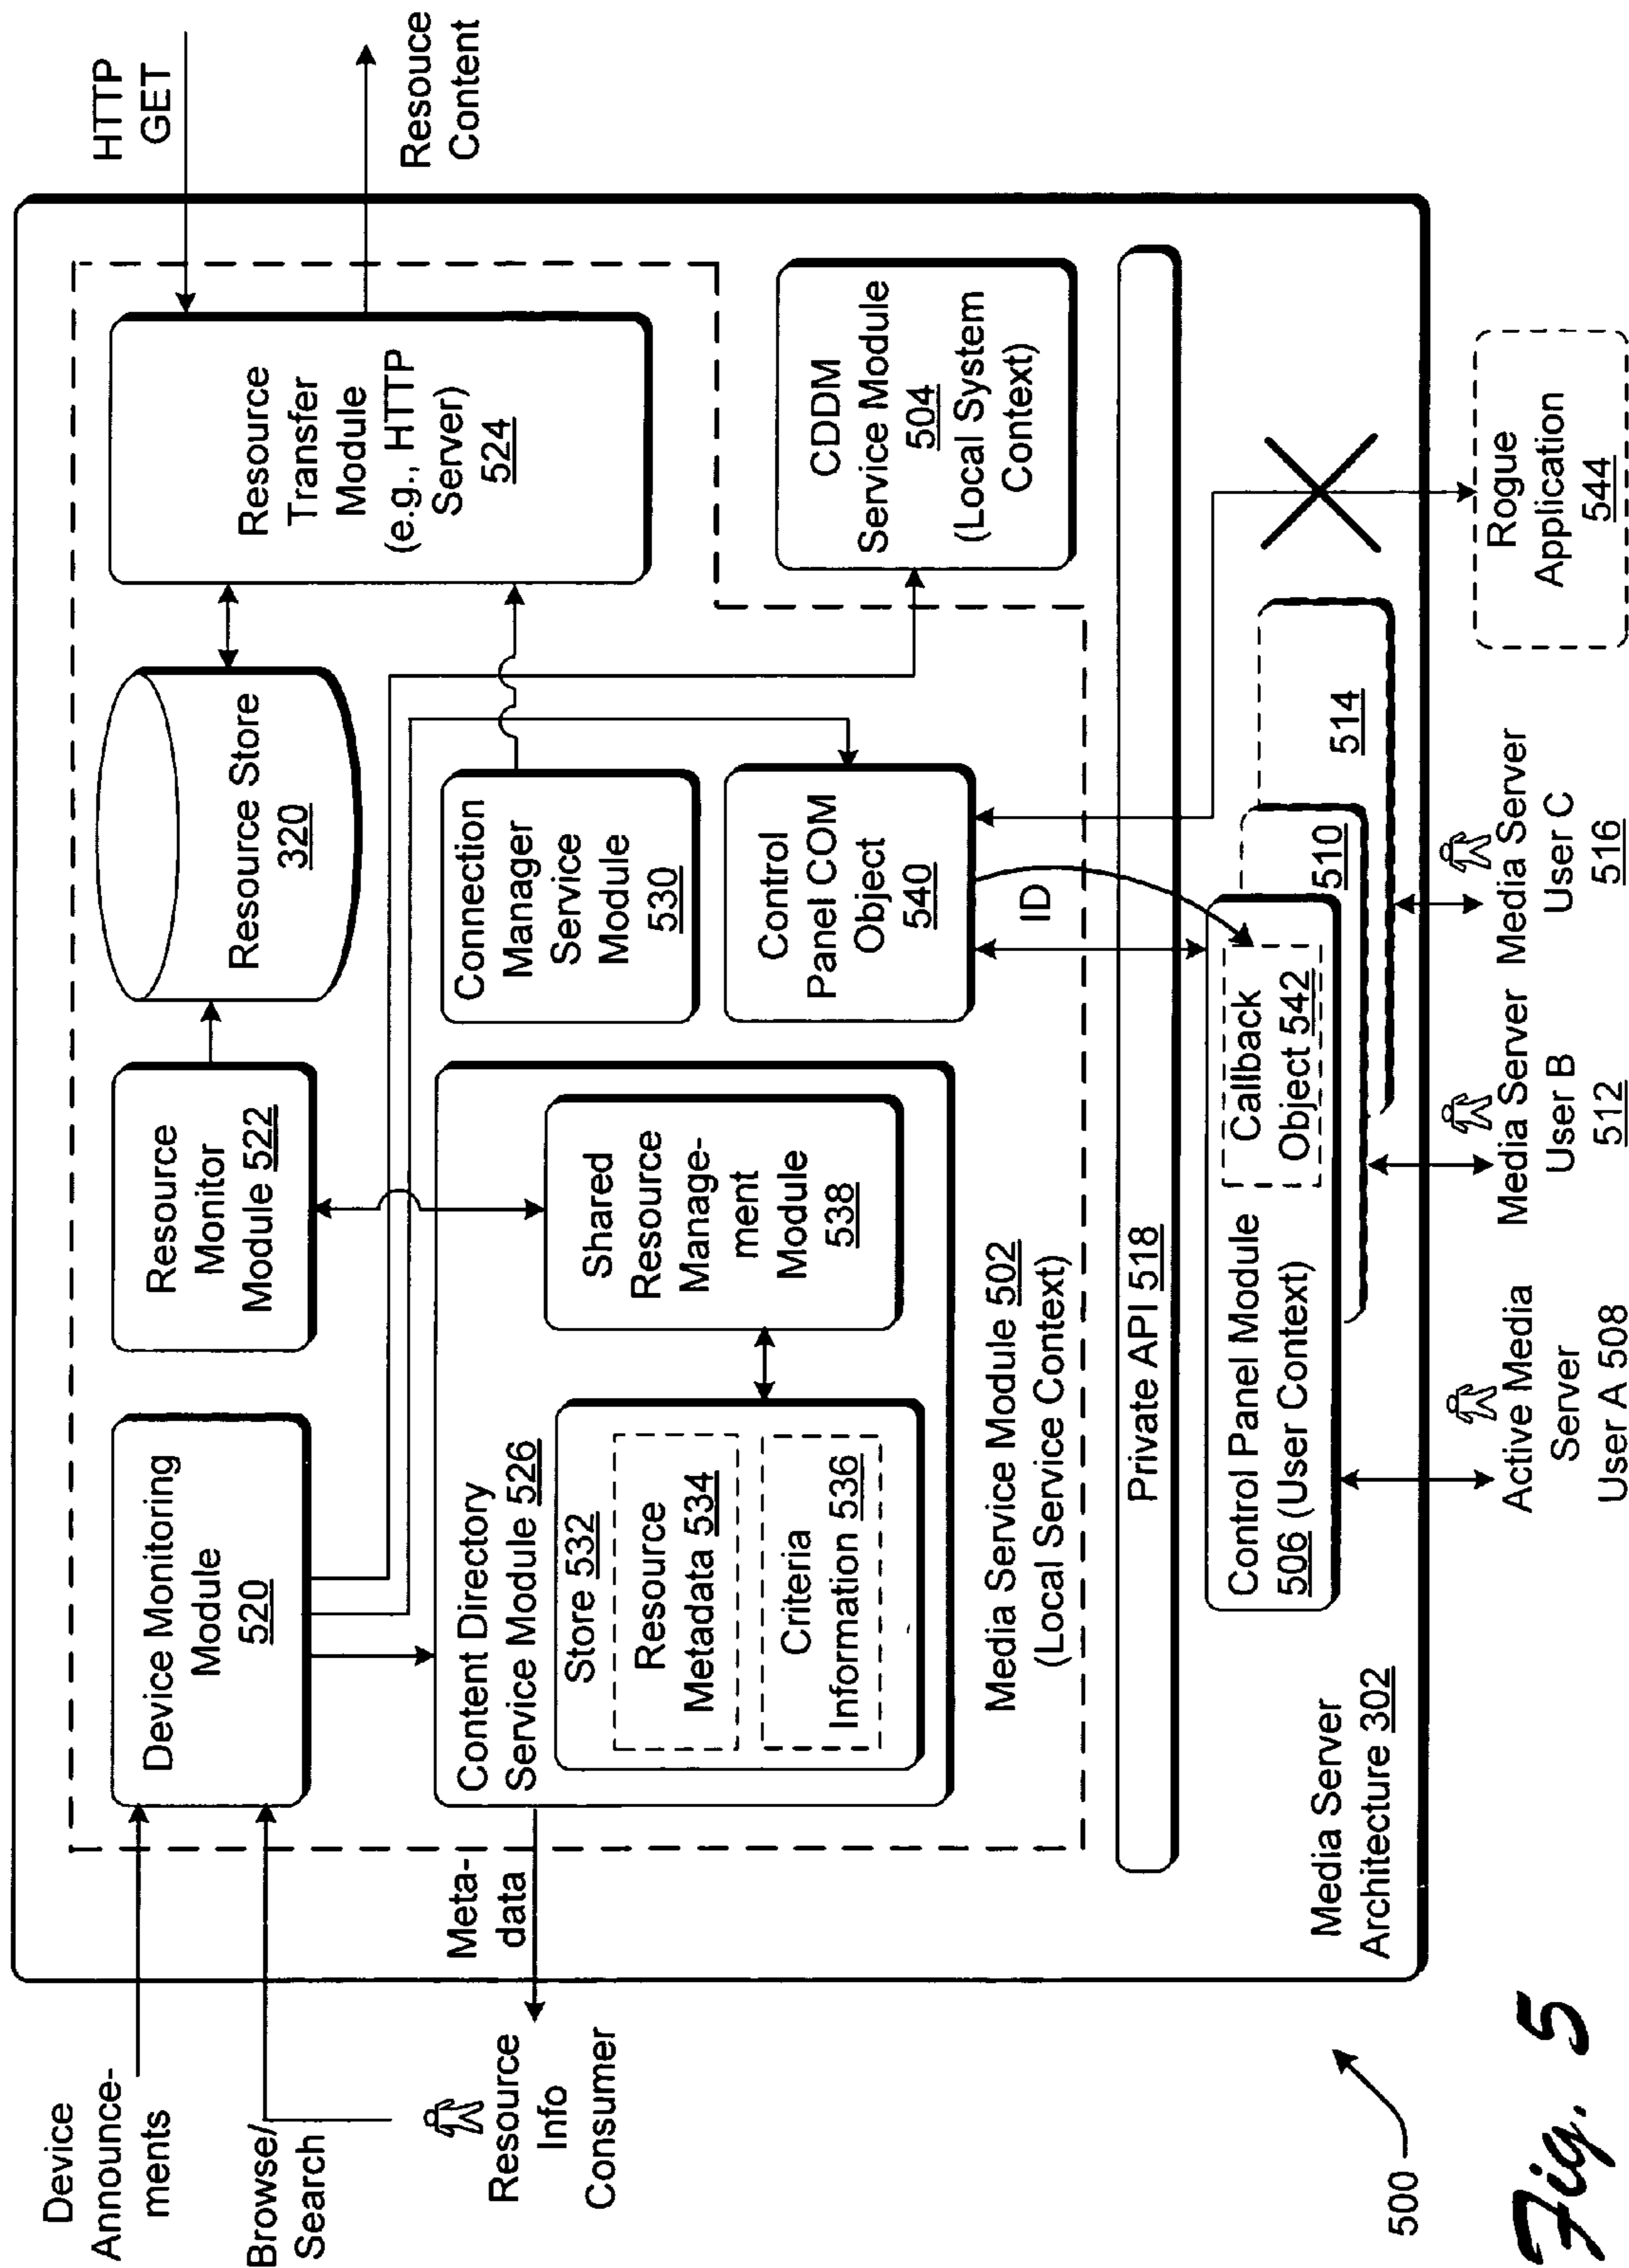 Device
Announce-
ments
Browse/
Search
Resource
Info
Consumer
Meta-
data
HTTP
GET
Resouce
Content
Device Monitoring
Module
520
Resource
Monitor
Module 522
Resource Store
320
Resource
Transfer
Module
(e.g., HTTP
Server)
524
Content Directory
Service Module 526
Store 532
Resource
Metadata 534
Criteria
Information 536
Shared
Resource
Manage-
ment
Module
538
Connection
Manager
Service
Module
530
Control
Panel COM
Object
540
CDDM
Service Module
504
(Local System
Context)
Media Service Module 502
(Local Service Context)
ID
Private API 518
Control Panel Module
506 (User Context)
Callback
Object 542
510
514
Media Server
Architecture 302
Active Media
Server
User A 508
Media Server
User B
512
Media Server
User C
516
Rogue
Application
544
500
Fig. 5